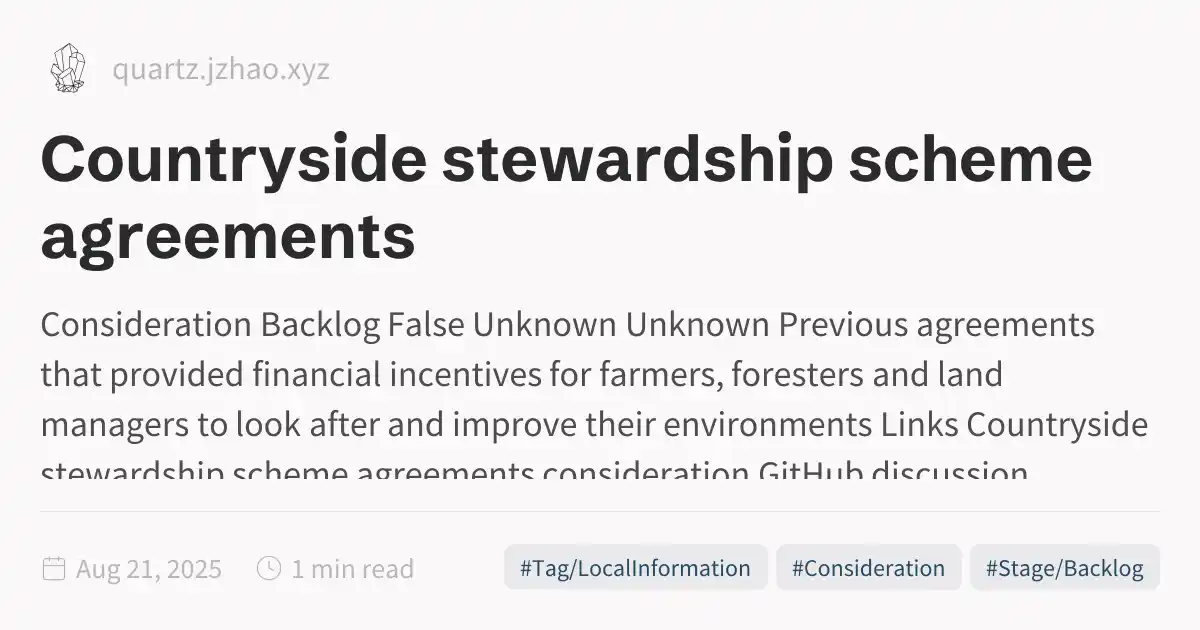 quartz.jzhao.xyz
Countryside stewardship scheme
agreements
Consideration Backlog False Unknown Unknown Previous agreements
that provided financial incentives for farmers, foresters and land
managers to look after and improve their environments Links Countryside
stewardship scheme agreements consideration GitHub discussion
Aug 21, 2025
1 min read
#Tag/LocalInformation
#Consideration
#Stage/Backlog